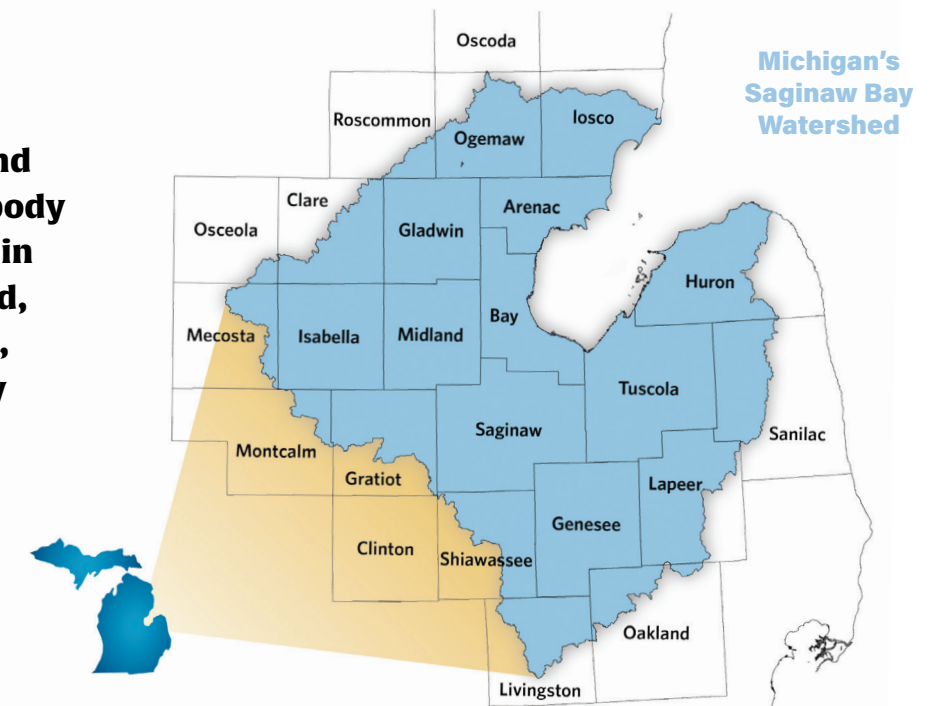 Michigan's
Saginaw Bay
Watershed
nd
body
in
d,
,
Oscoda
Roscommon
Ogemaw
Iosco
Clare
Osceola
Gladwin
Arenac
Huron
Bay
Mecosta
Isabella
Midland
Tuscola
Saginaw
Sanilac
Montcalm
Gratiot
Lapeer
Genesee
Clinton
Shiawassee
Oakland
Livingston